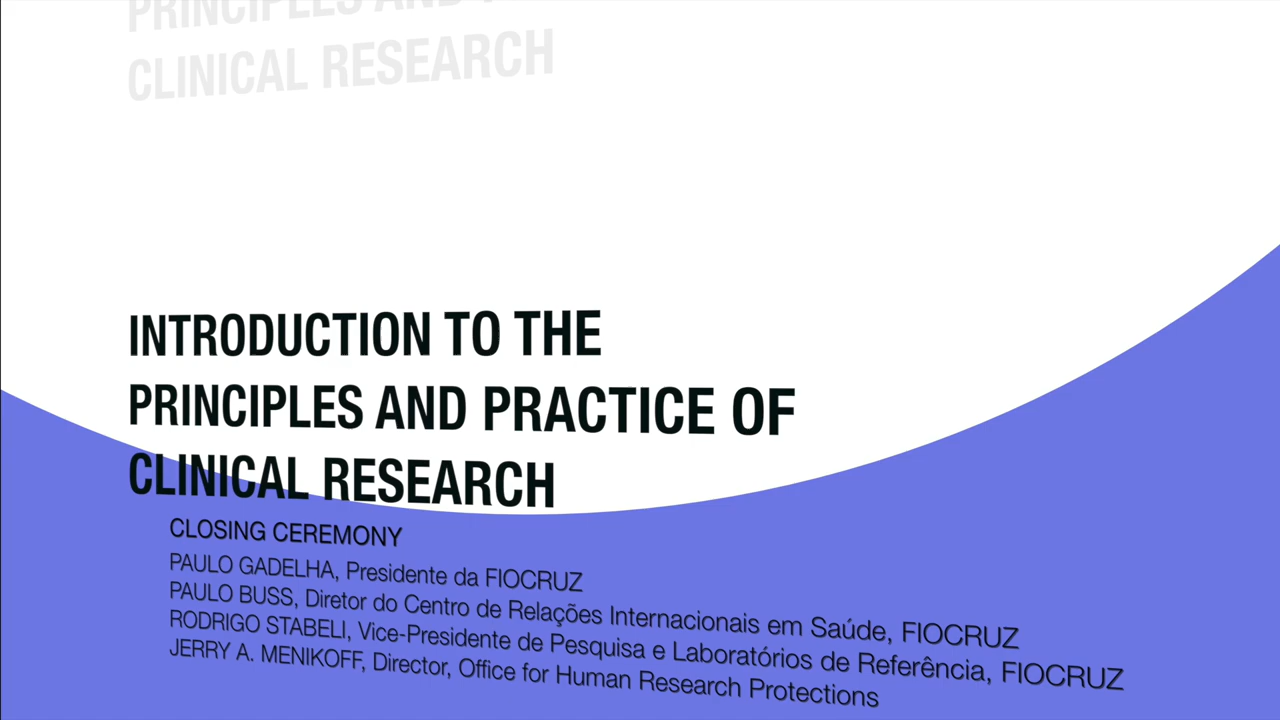 PRINCIPLES AND
CLINICAL RESEARCH
INTRODUCTION TO THE
PRINCIPLES AND PRACTICE OF
CLINICAL RESEARCH
CLOSING CEREMONY
PAULO GADELHA, Presidente da FIOCRUZ
PAULO BUSS, Diretor do Centro de Relações Internacionais em Saúde, FIOCRUZ
RODRIGO STABELI, Vice-Presidente de Pesquisa e Laboratórios de Referência, FIOCRUZ
JERRY A. MENIKOFF, Director, Office for Human Research Protections